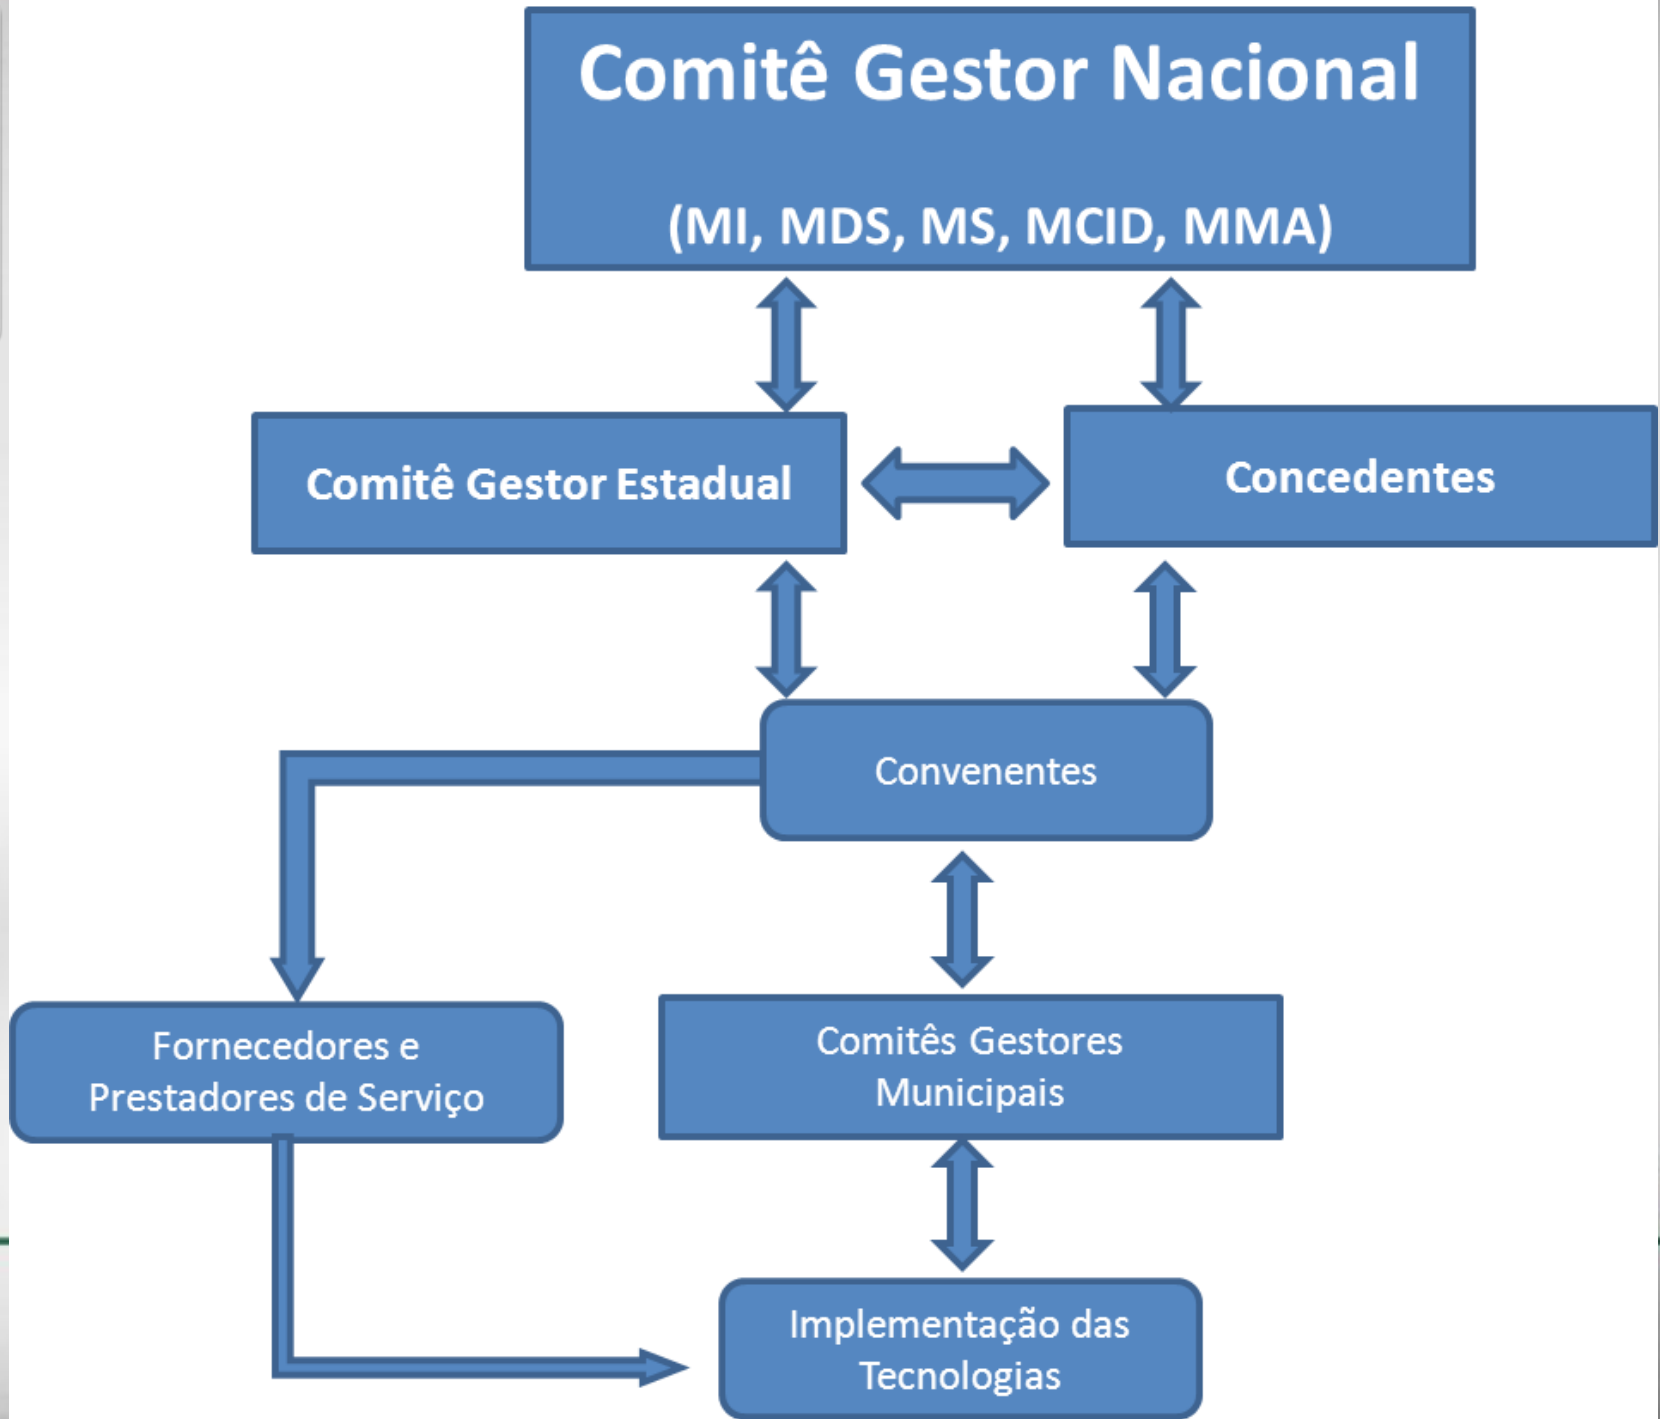 Comitê Gestor Nacional
(MI, MDS, MS, MCID, MMA)
Comitê Gestor Estadual
Concedentes
Convenentes
Fornecedores e
Prestadores de Serviço
Comitês Gestores
Municipais
Implementação das
Tecnologias